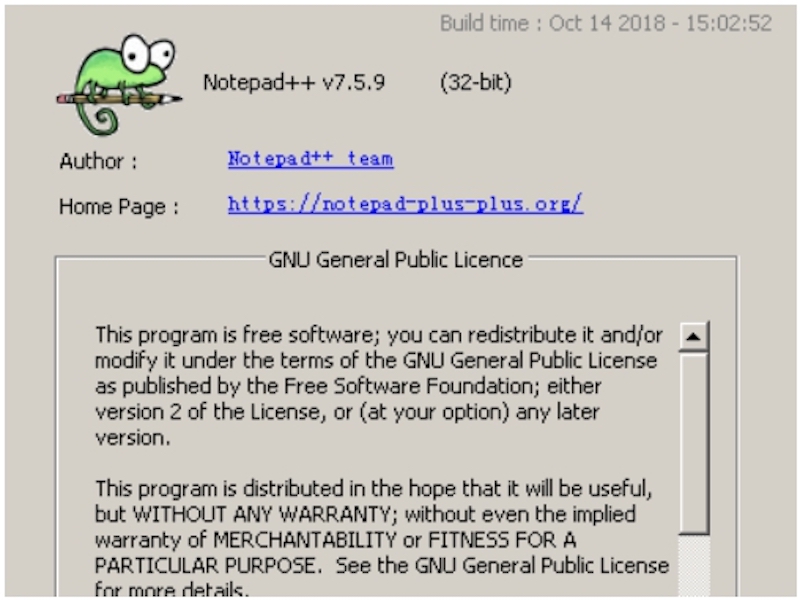 Build time : Oct 14 2018 - 15:02:52
Notepad++ v7.5.9 (32-bit)
Author : Notepad++ team
Home Page : https://notepad-plus-plus.org/
GNU General Public Licence
This program is free software; you can redistribute it and/or
modify it under the terms of the GNU General Public License
as published by the Free Software Foundation; either
version 2 of the License, or (at your option) any later
version.
This program is distributed in the hope that it will be useful,
but WITHOUT ANY WARRANTY; without even the implied
warranty of MERCHANTABILITY or FITNESS FOR A
PARTICULAR PURPOSE. See the GNU General Public License
for more details.